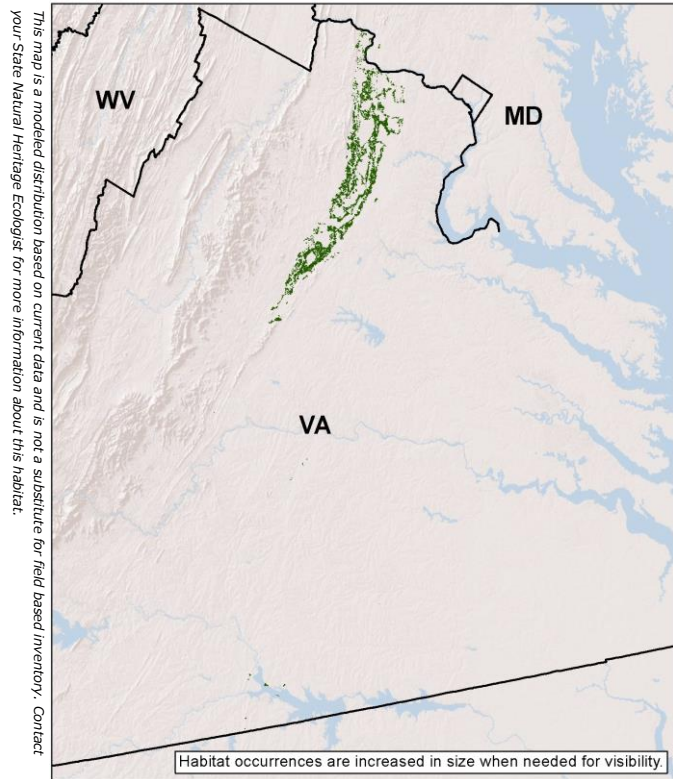 WV
MD
VA
Habitat occurrences are increased in size when needed for visibility.
This map is a modeled distribution based on current data and is not a substitute for field based inventory. Contact
your State Natural Heritage Ecologist for more information about this habitat.